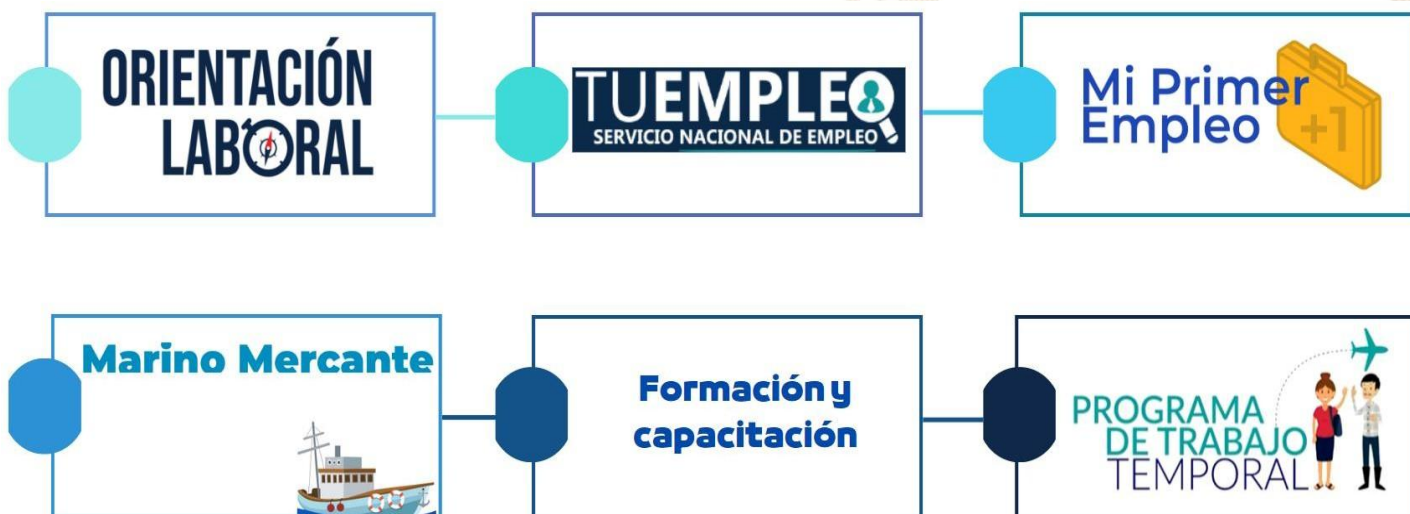 ORIENTACIÓN
LABORAL
TUEMPLEO
SERVICIO NACIONAL DE EMPLEO
Mi Primer
Empleo
+1
Marino Mercante
Formación y
capacitación
PROGRAMA
DE TRABAJO
TEMPORAL